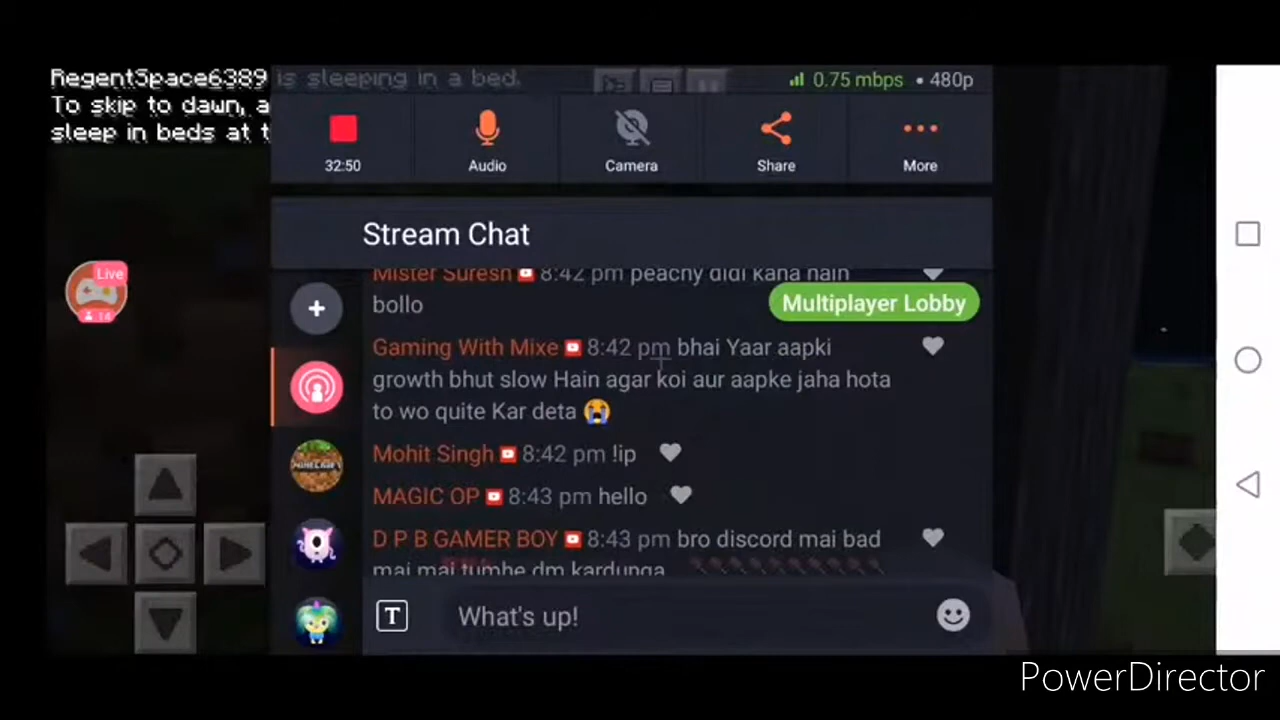 RegentSpace6389 is sleeping in a bed.
To skip to dawn, a
sleep in beds at t
0.75 mbps • 480p
32:50
Audio
Camera
Share
More
Stream Chat
Live
14
Mister Suresh 8:42 pm peachy didi kaha hain
bollo
Multiplayer Lobby
Gaming With Mixe 8:42 pm bhai Yaar aapki
growth bhut slow Hain agar koi aur aapke jaha hota
to wo quite Kar deta 😭
Mohit Singh 8:42 pm !ip
MAGIC OP 8:43 pm hello
D P B GAMER BOY 8:43 pm bro discord mai bad
mai mai tumhe dm kardunga
MINECRAFT
T What's up!
PowerDirector